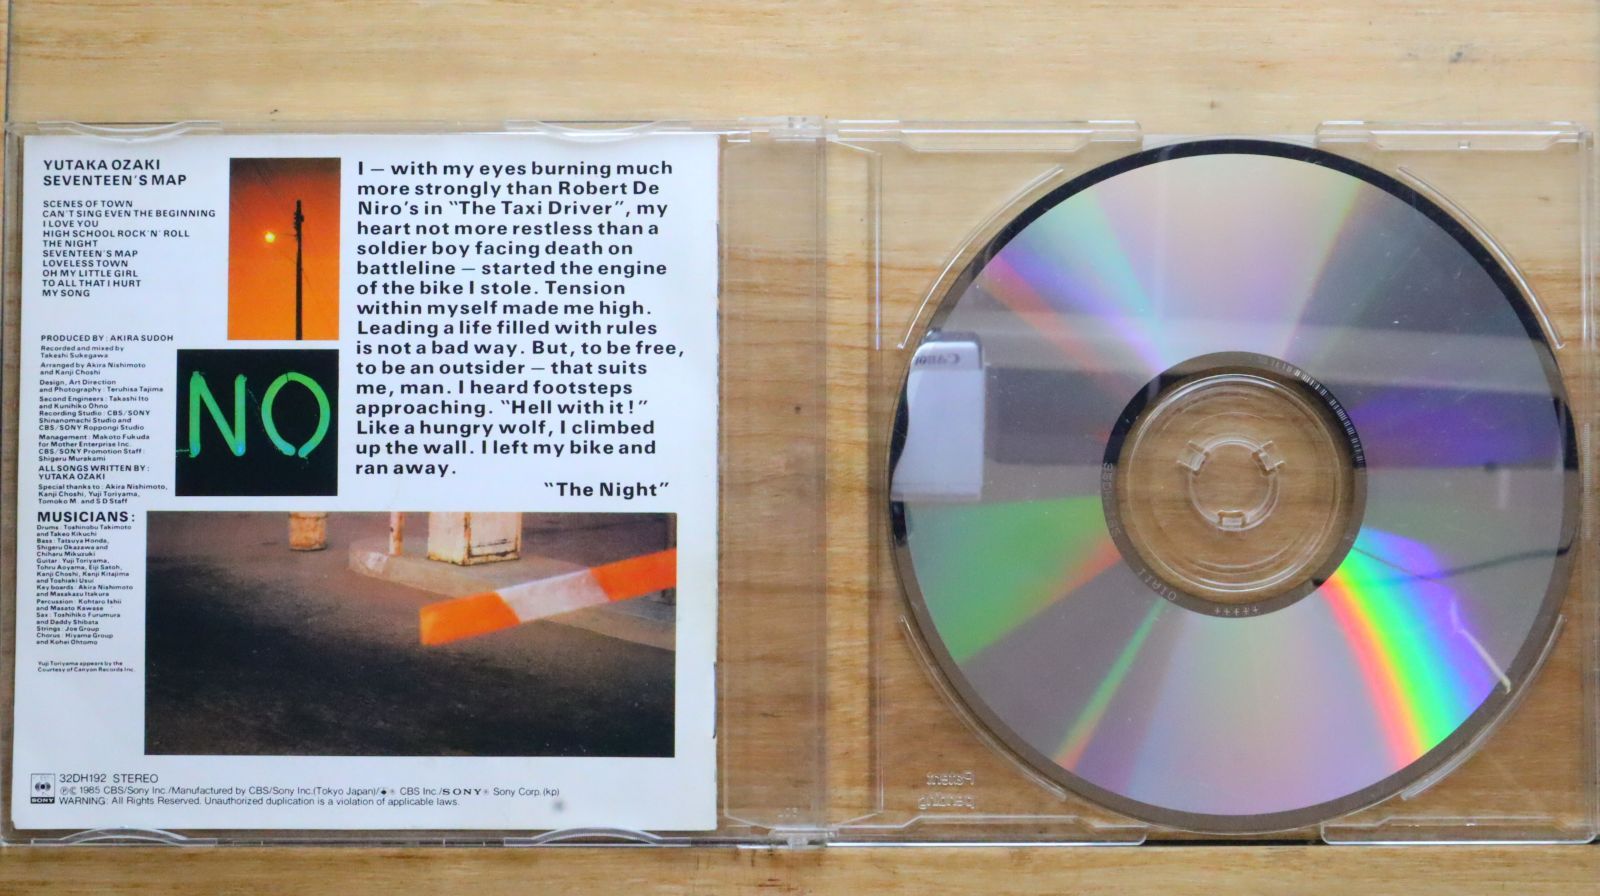 YUTAKA OZAKI
SEVENTEEN'S MAP
SCENES OF TOWN
CAN'T SING EVEN THE BEGINNING
I LOVE YOU
HIGH SCHOOL ROCK'N' ROLL
THE NIGHT
SEVENTEEN'S MAP
LOVELESS TOWN
OH MY LITTLE GIRL
TO ALL THAT I HURT
MY SONG
PRODUCED BY : AKIRA SUDOH
Recorded and mixed by
Takeshi Sukegawa
Arranged by Akira Nishimoto
and Kanji Choshi
Design, Art Direction
and Photography : Teruhisa Tajima
Second Engineers : Takashi Ito
and Kunihiko Ohno
Recording Studio : CBS/SONY
Shinanomachi Studio and
CBS/SONY Roppongi Studio
Management : Makoto Fukuda
for Mother Enterprise Inc.
CBS/SONY Promotion Staff :
Shigeru Murakami
ALL SONGS WRITTEN BY :
YUTAKA OZAKI
Special thanks to : Akira Nishimoto,
Kanji Choshi, Yuji Toriyama,
Tomoko M. and S D Staff
MUSICIANS :
Drums : Toshinobu Takimoto
and Takeo Kikuchi
Bass : Tatsuya Honda,
Shigeru Okazawa and
Chiharu Mikuzuki
Guitar : Yuji Toriyama,
Tohru Aoyama, Eiji Satoh,
Kanji Choshi, Kenji Kitajima
and Toshiaki Usui
Key boards : Akira Nishimoto
and Masakazu Itakura
Percussion : Kohtaro Ishii
and Masato Kawase
Sax : Toshihiko Furumura
and Daddy Shibata
Strings : Joe Group
Chorus : Hiyama Group
and Kohei Ohtomo
Yuji Toriyama appears by the
Courtesy of Canyon Records Inc.
NO
I — with my eyes burning much
more strongly than Robert De
Niro's in "The Taxi Driver", my
heart not more restless than a
soldier boy facing death on
battleline — started the engine
of the bike I stole. Tension
within myself made me high.
Leading a life filled with rules
is not a bad way. But, to be free,
to be an outsider — that suits
me, man. I heard footsteps
approaching. "Hell with it!"
Like a hungry wolf, I climbed
up the wall. I left my bike and
ran away.
"The Night"
SONY
32DH192 STEREO
℗© 1985 CBS/Sony Inc./Manufactured by CBS/Sony Inc.(Tokyo Japan)/ ® CBS Inc./SONY® Sony Corp.(kp)
WARNING: All Rights Reserved. Unauthorized duplication is a violation of applicable laws.
Canon
Patent
pending